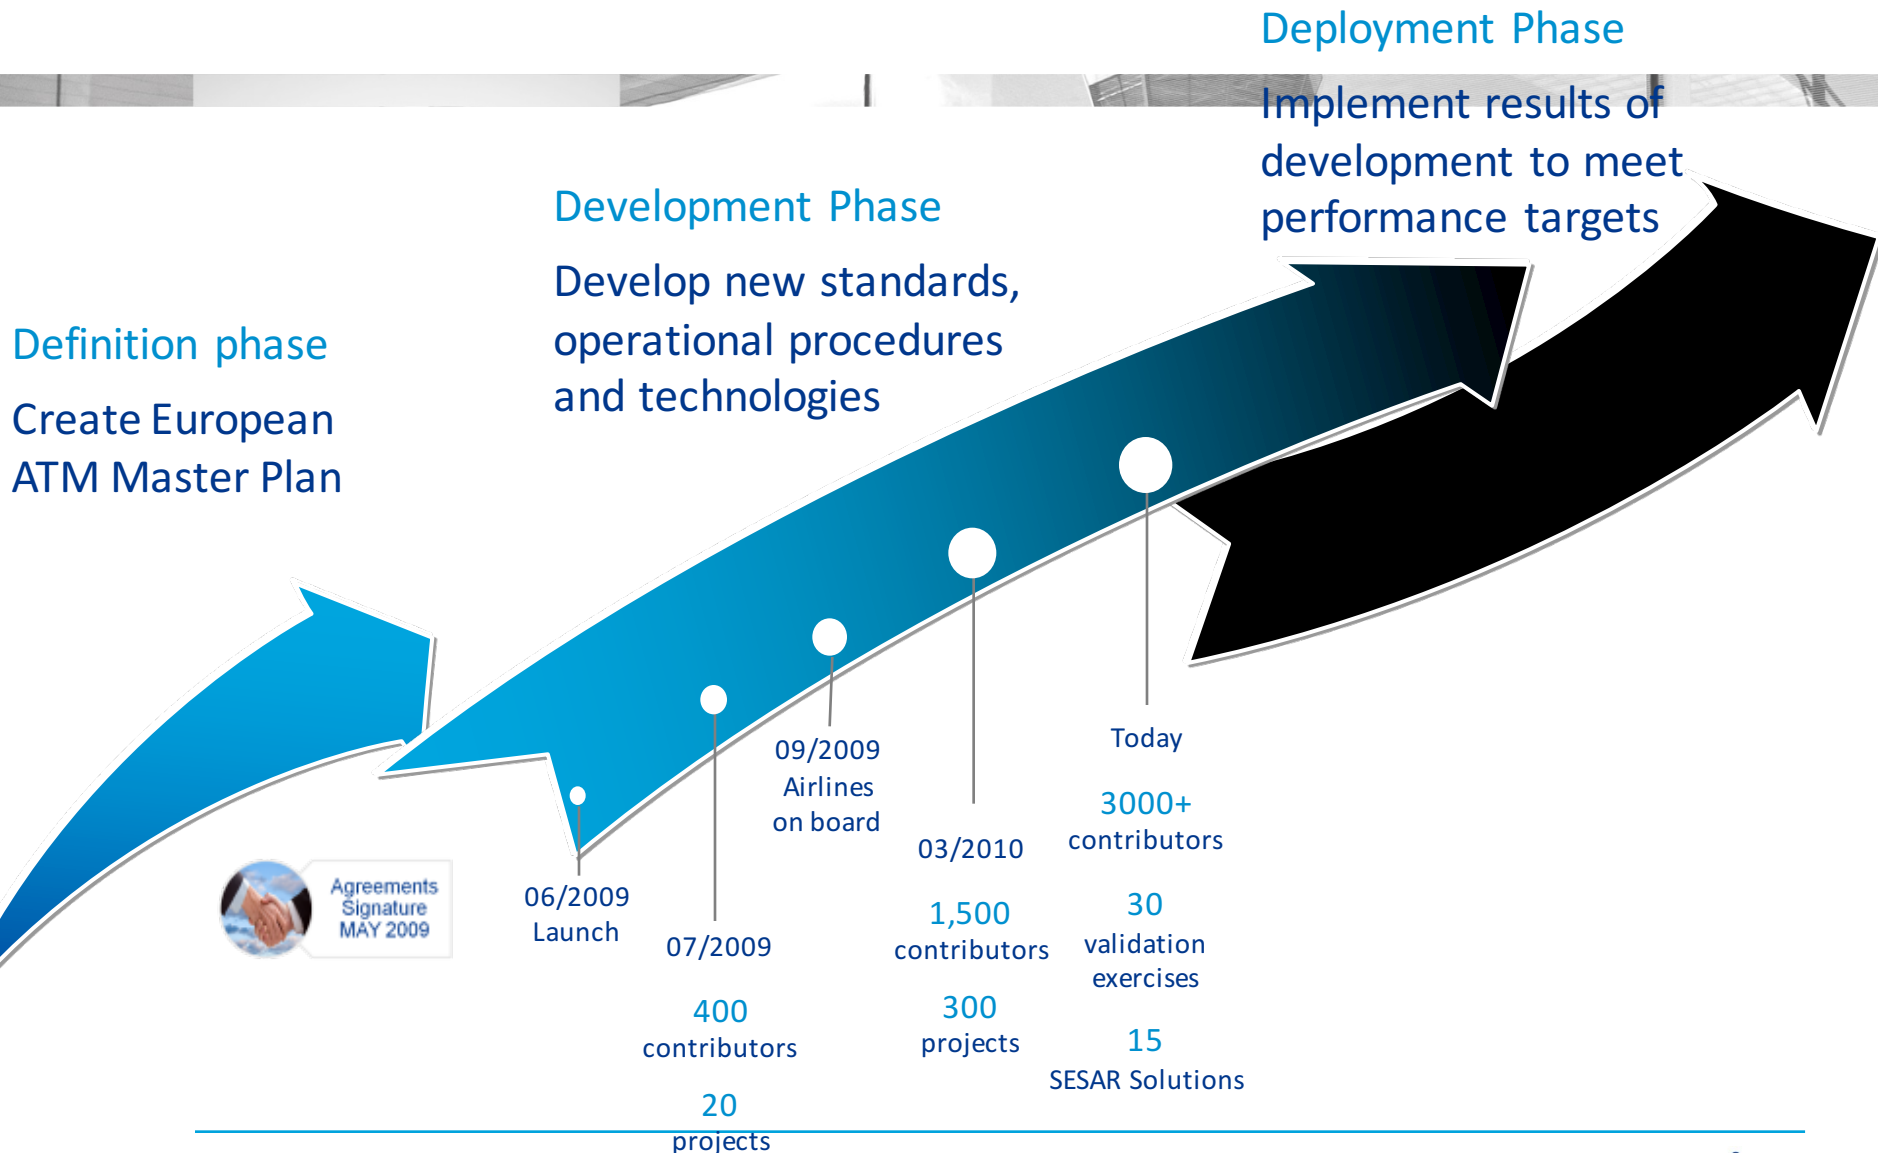 Deployment Phase
Implement results of
development to meet
performance targets
Development Phase
Develop new standards,
operational procedures
and technologies
Definition phase
Create European
ATM Master Plan
Agreements
Signature
MAY 2009
06/2009
Launch
07/2009
400
contributors
20
projects
09/2009
Airlines
on board
03/2010
1,500
contributors
300
projects
Today
3000+
contributors
30
validation
exercises
15
SESAR Solutions